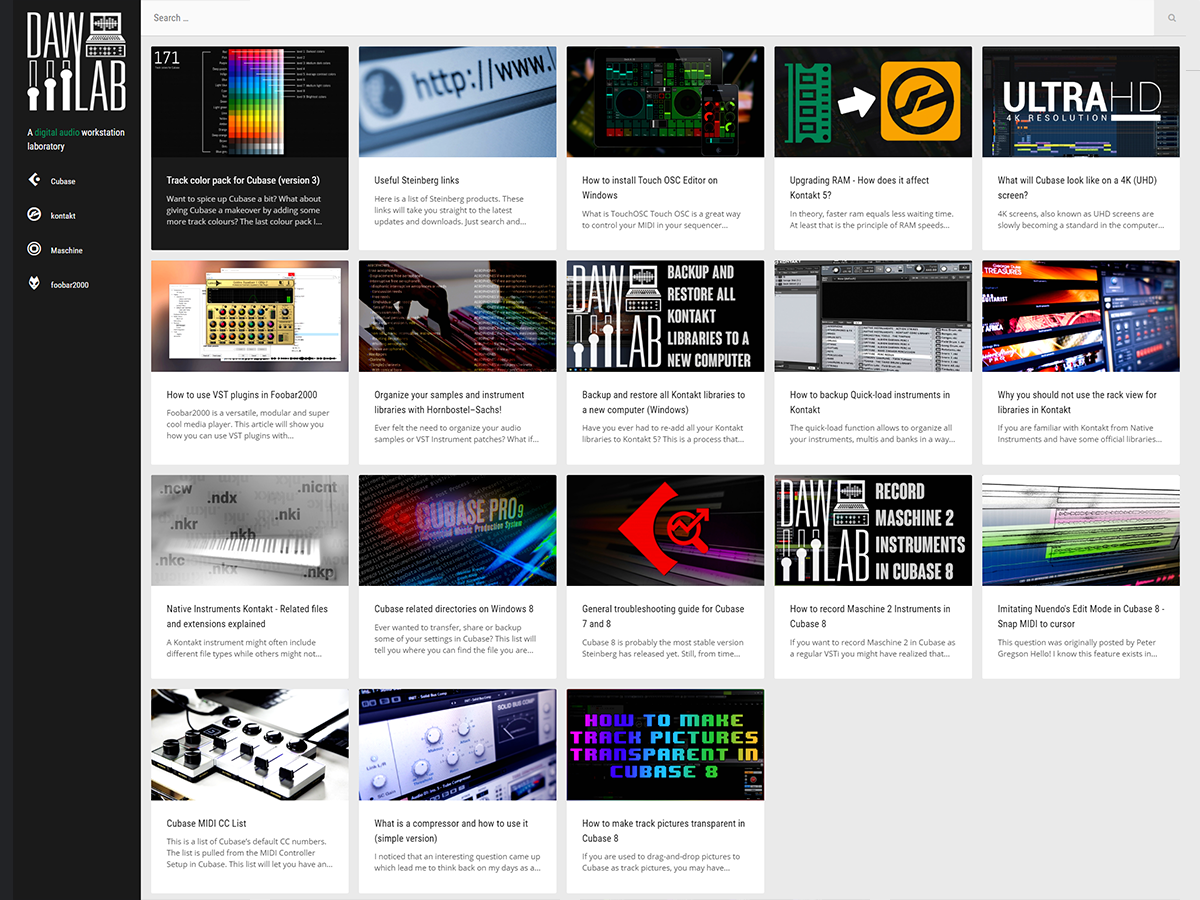 DAW
LAB
A digital audio workstation
laboratory
Cubase
kontakt
Maschine
foobar2000
Search ...
171
Track color pack for Cubase (version 3)
Want to spice up Cubase a bit? What about
giving Cubase a makeover by adding some
more track colours? The last colour pack I...
http://www.
Useful Steinberg links
Here is a list of Steinberg products. These
links will take you straight to the latest
updates and downloads. Just search and...
How to install Touch OSC Editor on
Windows
What is TouchOSC Touch OSC is a great way
to control your MIDI in your sequencer...
Upgrading RAM - How does it affect
Kontakt 5?
In theory, faster ram equals less waiting time.
At least that is the principle of RAM speeds...
ULTRAHD
4K RESOLUTION
What will Cubase look like on a 4K (UHD)
screen?
4K screens, also known as UHD screens are
slowly becoming a standard in the computer...
How to use VST plugins in Foobar2000
Foobar2000 is a versatile, modular and super
cool media player. This article will show you
how you can use VST plugins with...
Organize your samples and instrument
libraries with Hornbostel–Sachs!
Ever felt the need to organize your audio
samples or VST Instrument patches? What if...
DAW
LAB
BACKUP AND
RESTORE ALL
KONTAKT
LIBRARIES TO A
NEW COMPUTER
Backup and restore all Kontakt libraries to
a new computer (Windows)
Have you ever had to re-add all your Kontakt
libraries to Kontakt 5? This is a process that...
How to backup Quick-load instruments in
Kontakt
The quick-load function allows to organize all
your instruments, multis and banks in a way...
TREASURES
Why you should not use the rack view for
libraries in Kontakt
If you are familiar with Kontakt from Native
Instruments and have some official libraries...
.ncw
.ndx
.nicnt
.nkr
.nki
.nkb
.nkc
.nkx
.nkp
Native Instruments Kontakt - Related files
and extensions explained
A Kontakt instrument might often include
different file types while others might not...
CUBASE PRO 9
Advanced Music Production System
Cubase related directories on Windows 8
Ever wanted to transfer, share or backup
some of your settings in Cubase? This list will
tell you where you can find the file you are...
General troubleshooting guide for Cubase
7 and 8
Cubase 8 is probably the most stable version
Steinberg has released yet. Still, from time...
DAW
LAB
RECORD
MASCHINE 2
INSTRUMENTS
IN CUBASE 8
How to record Maschine 2 Instruments in
Cubase 8
If you want to record Maschine 2 in Cubase as
a regular VSTi you might have realized that...
Imitating Nuendo's Edit Mode in Cubase 8 -
Snap MIDI to cursor
This question was originally posted by Peter
Gregson Hello! I know this feature exists in...
Cubase MIDI CC List
This is a list of Cubase's default CC numbers.
The list is pulled from the MIDI Controller
Setup in Cubase. This list will let you have an...
SOLID BUS COMP
What is a compressor and how to use it
(simple version)
I noticed that an interesting question came up
which lead me to think back on my days as a...
HOW TO MAKE
TRACK PICTURES
TRANSPARENT IN
CUBASE 8
How to make track pictures transparent in
Cubase 8
If you are used to drag-and-drop pictures to
Cubase as track pictures, you may have...